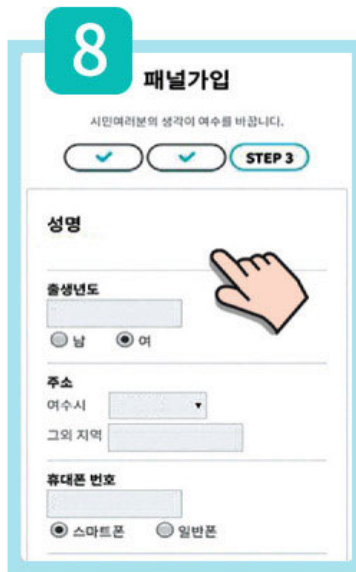 8
패널가입
시민여러분의 생각이 여수를 바꿉니다.
STEP 3
성명
출생년도
남 여
주소
여수시
그외 지역
휴대폰 번호
스마트폰 일반폰